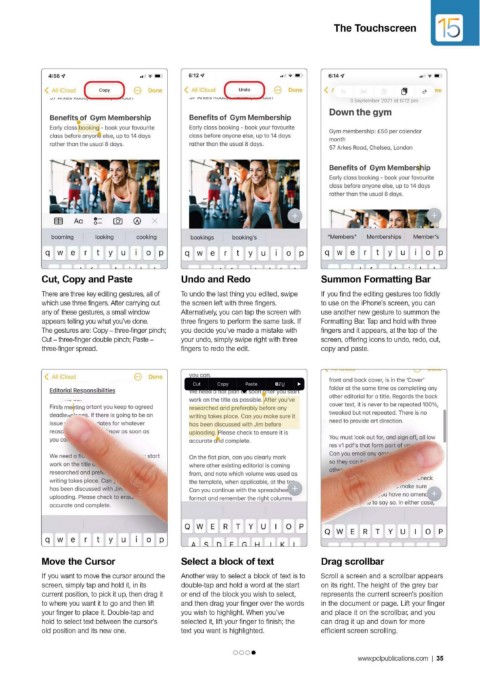 The Touchscreen
15
4:55
All iCloud
Copy
Done
Benefits of Gym Membership
Early class booking - book your favourite
class before anyone else, up to 14 days
rather than the usual 8 days.
Aa
booming looking cooking
q w e r t y u i o p
6:12
All iCloud
Undo
Done
Benefits of Gym Membership
Early class booking - book your favourite
class before anyone else, up to 14 days
rather than the usual 8 days.
bookings booking's
q w e r t y u i o p
6:14
5 September 2021 at 6:12 pm
Down the gym
Gym membership: £50 per calendar
month
57 Arkes Road, Chelsea, London
Benefits of Gym Membership
Early class booking - book your favourite
class before anyone else, up to 14 days
rather than the usual 8 days.
"Members" Memberships Member's
q w e r t y u i o p
Cut, Copy and Paste
There are three key editing gestures, all of
which use three fingers. After carrying out
any of these gestures, a small window
appears telling you what you've done.
The gestures are: Copy – three-finger pinch;
Cut – three-finger double pinch; Paste –
three-finger spread.
Undo and Redo
To undo the last thing you edited, swipe
the screen left with three fingers.
Alternatively, you can tap the screen with
three fingers to perform the same task. If
you decide you've made a mistake with
your undo, simply swipe right with three
fingers to redo the edit.
Summon Formatting Bar
If you find the editing gestures too fiddly
to use on the iPhone's screen, you can
use another new gesture to summon the
Formatting Bar. Tap and hold with three
fingers and it appears, at the top of the
screen, offering icons to undo, redo, cut,
copy and paste.
All iCloud
Done
Editorial Responsibilities
Firstly important you keep to agreed
deadlines. If there is going to be an
issue dates for whatever
reason know as soon as
you
We need a start
work on the title
researched and
writing takes place. Can
has been discussed with Jim
uploading. Please check to ensure
accurate and complete.
q w e r t y u i o p
you can.
Cut Copy Paste BIU
We need a flat plan soon after you start
work on the title as possible. After you've
researched and preferably before any
writing takes place. Can you make sure it
has been discussed with Jim before
uploading. Please check to ensure it is
accurate and complete.
On the flat plan, can you clearly mark
where other existing editorial is coming
from, and note which volume was used as
the template, when applicable, at the top
Can you continue with the spreadsheet
format and remember the right columns
Q W E R T Y U I O P
A S D F G H J K L
front and back cover, is in the 'Cover'
folder at the same time as completing any
other editorial for a title. Regards the back
cover text, it is never to be repeated 100%,
tweaked but not repeated. There is no
need to provide art direction.
You must look out for, and sign off, all low
res v1 pdf's that form part of
Can you email any
so they can
check
make sure
you have no amends
to say so. In either case,
Q W E R T Y U I O P
Move the Cursor
If you want to move the cursor around the
screen, simply tap and hold it, in its
current position, to pick it up, then drag it
to where you want it to go and then lift
your finger to place it. Double-tap and
hold to select text between the cursor's
old position and its new one.
Select a block of text
Another way to select a block of text is to
double-tap and hold a word at the start
or end of the block you wish to select,
and then drag your finger over the words
you wish to highlight. When you've
selected it, lift your finger to finish; the
text you want is highlighted.
Drag scrollbar
Scroll a screen and a scrollbar appears
on its right. The height of the grey bar
represents the current screen's position
in the document or page. Lift your finger
and place it on the scrollbar, and you
can drag it up and down for more
efficient screen scrolling.
www.pclpublications.com | 35